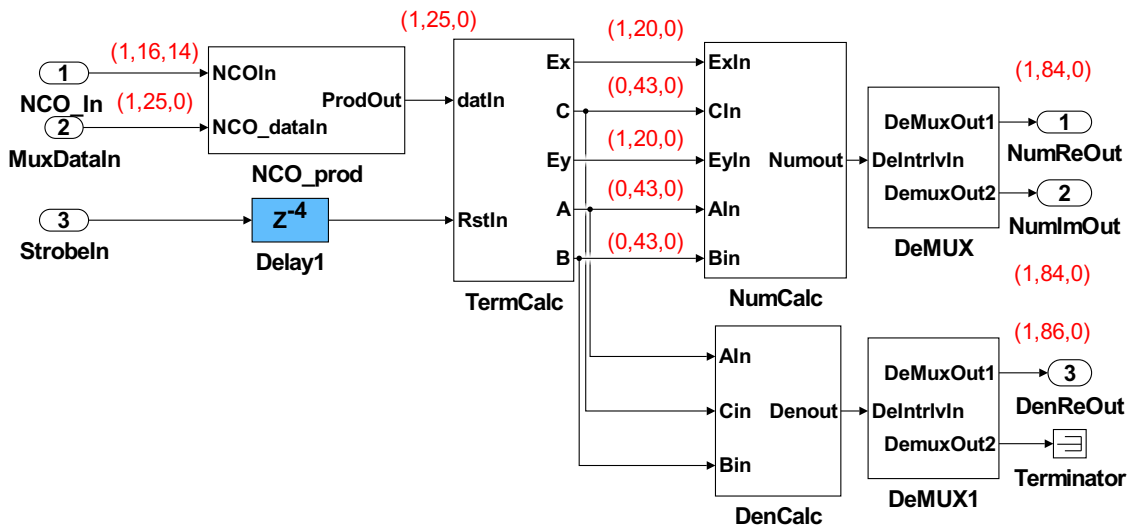 (1,25,0)
(1,20,0)
(1,16,14)
1
NCO_In
NCOIn
ProdOut
(1,25,0)
2
MuxDataIn
NCO_dataIn
NCO_prod
3
StrobeIn
Z-4
Delay1
datIn
RstIn
Ex
C
Ey
A
B
TermCalc
(0,43,0)
(1,20,0)
(0,43,0)
(0,43,0)
ExIn
CIn
EyIn
AIn
Bin
Numout
NumCalc
(1,84,0)
DeMuxOut1
DeIntrlvIn
DemuxOut2
DeMUX
1
NumReOut
2
NumImOut
(1,84,0)
AIn
Cin
Bin
Denout
DenCalc
(1,86,0)
DeMuxOut1
DeIntrlvIn
DemuxOut2
DeMUX1
3
DenReOut
Terminator